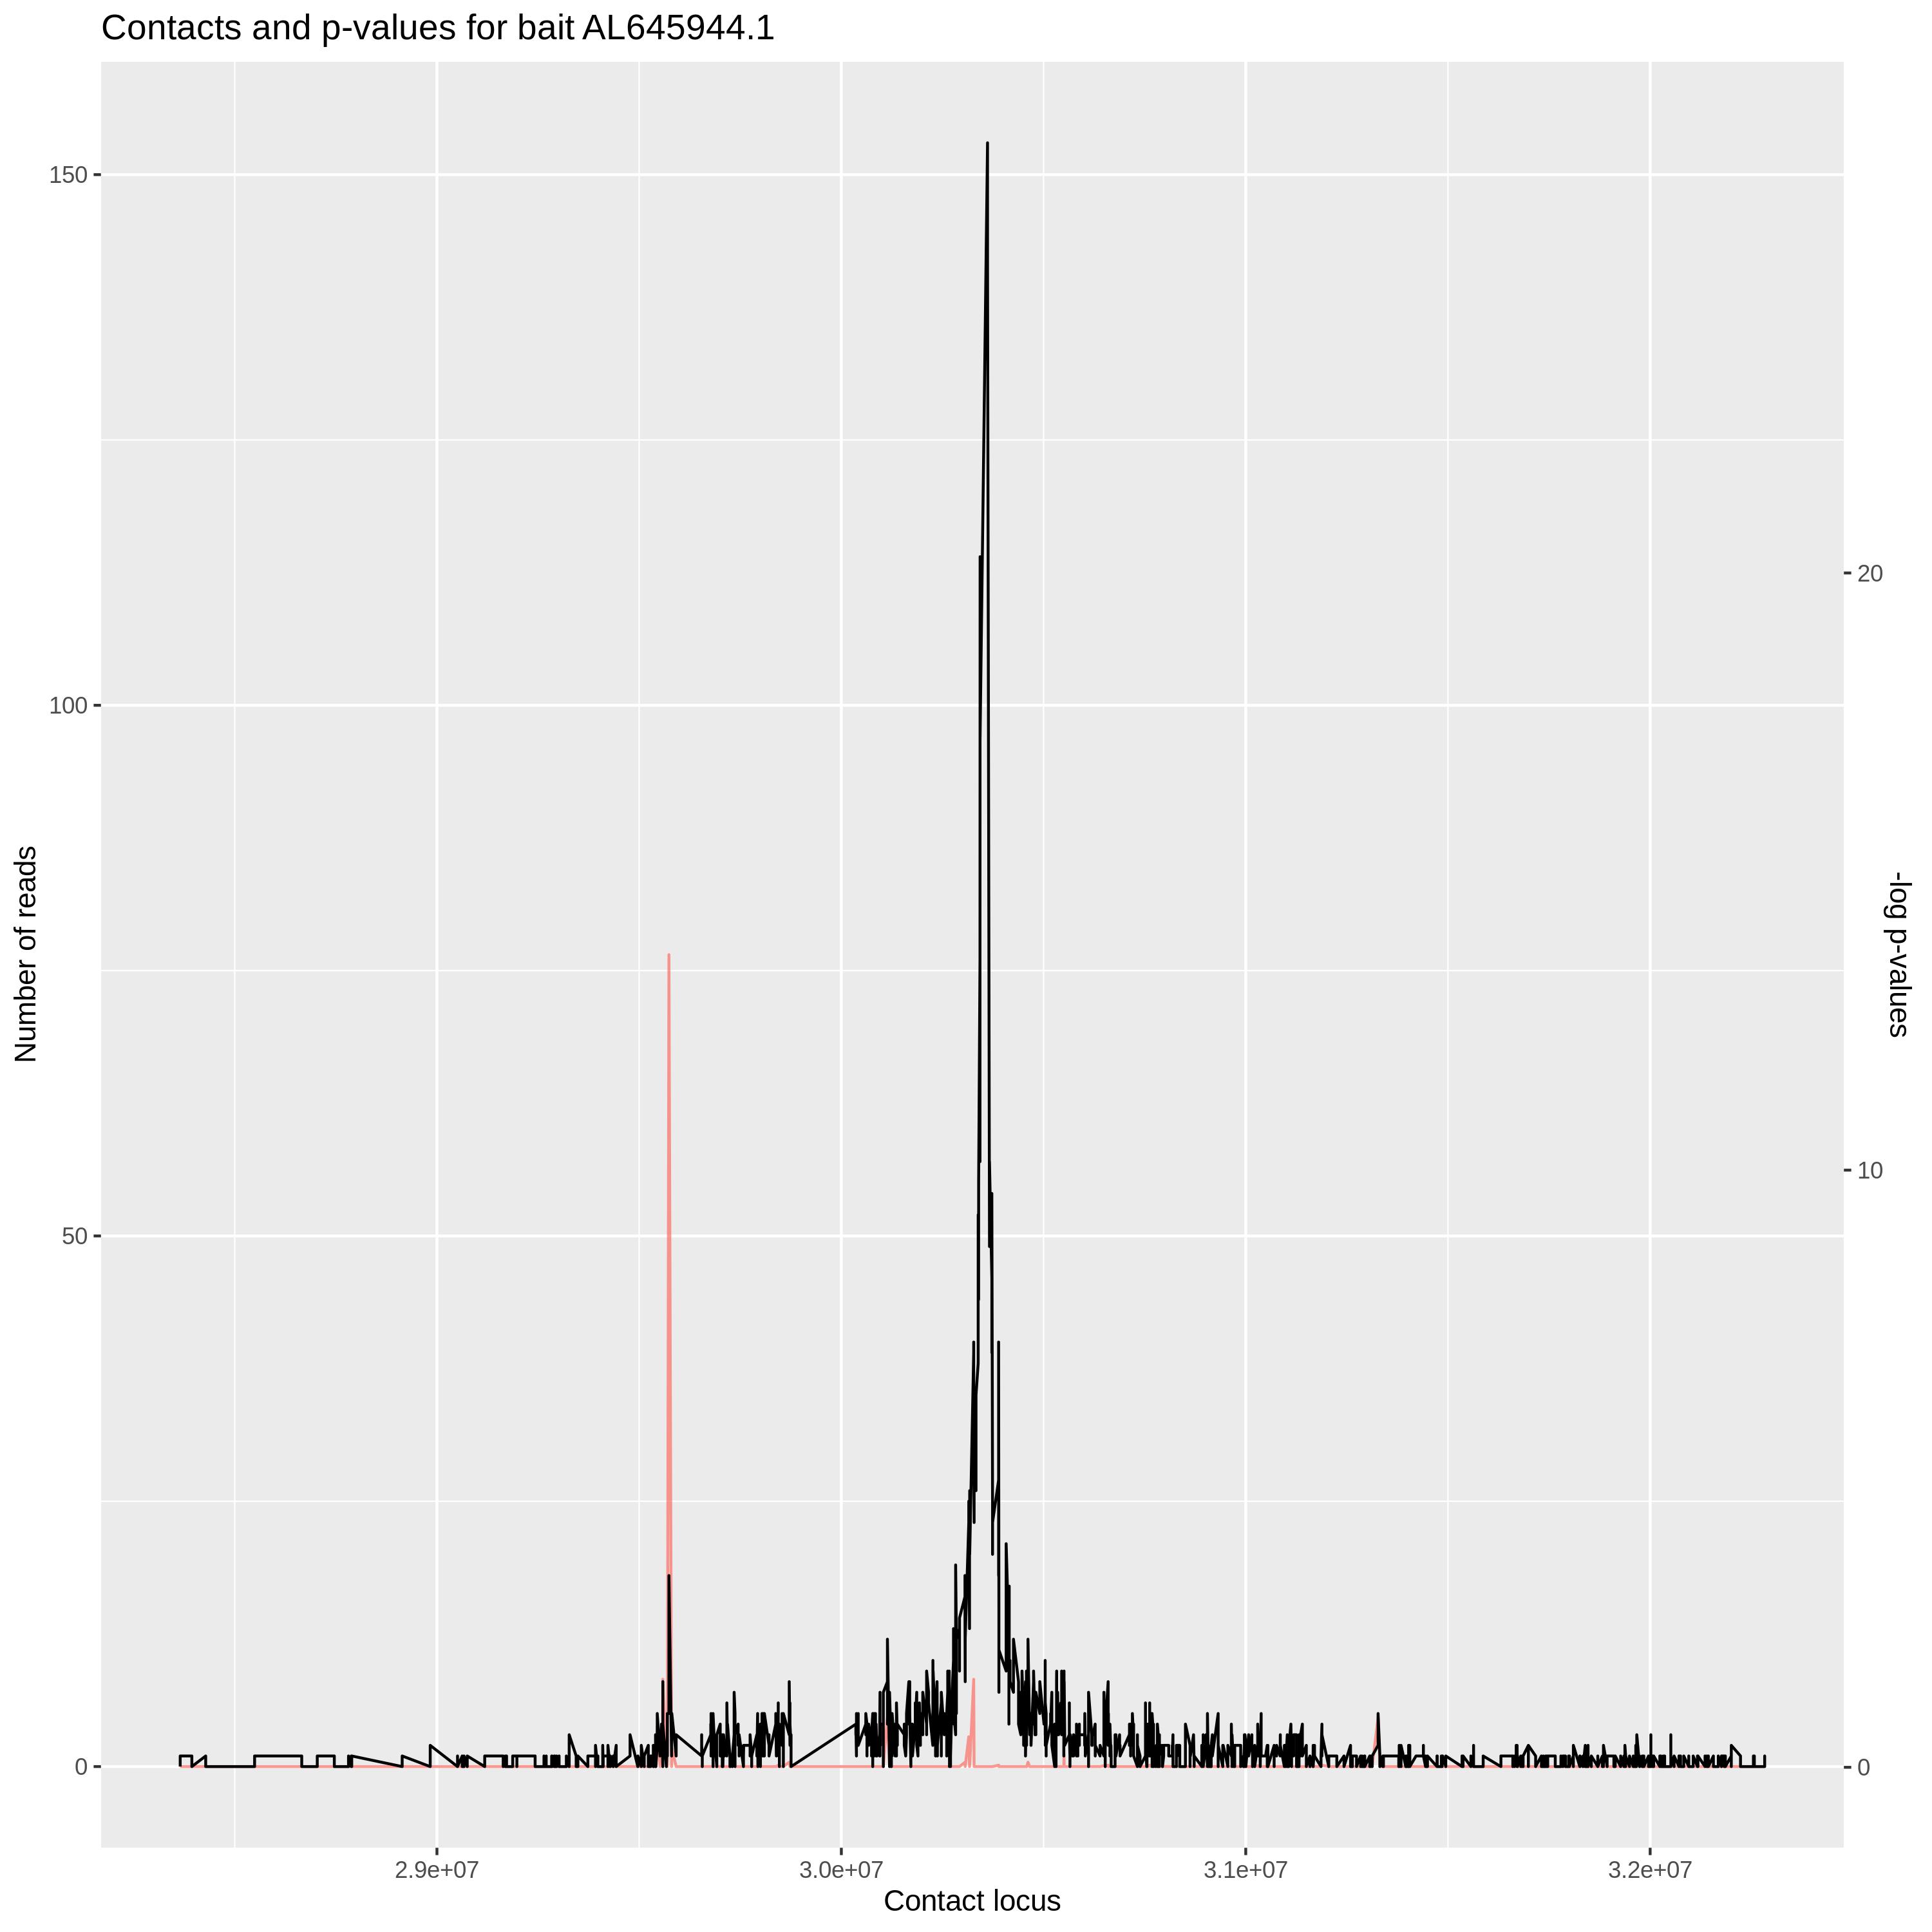 Contacts and p-values for bait AL645944.1
150
100
50
0
Number of reads
20
10
0
-log p-values
2.9e+07
3.0e+07
3.1e+07
3.2e+07
Contact locus